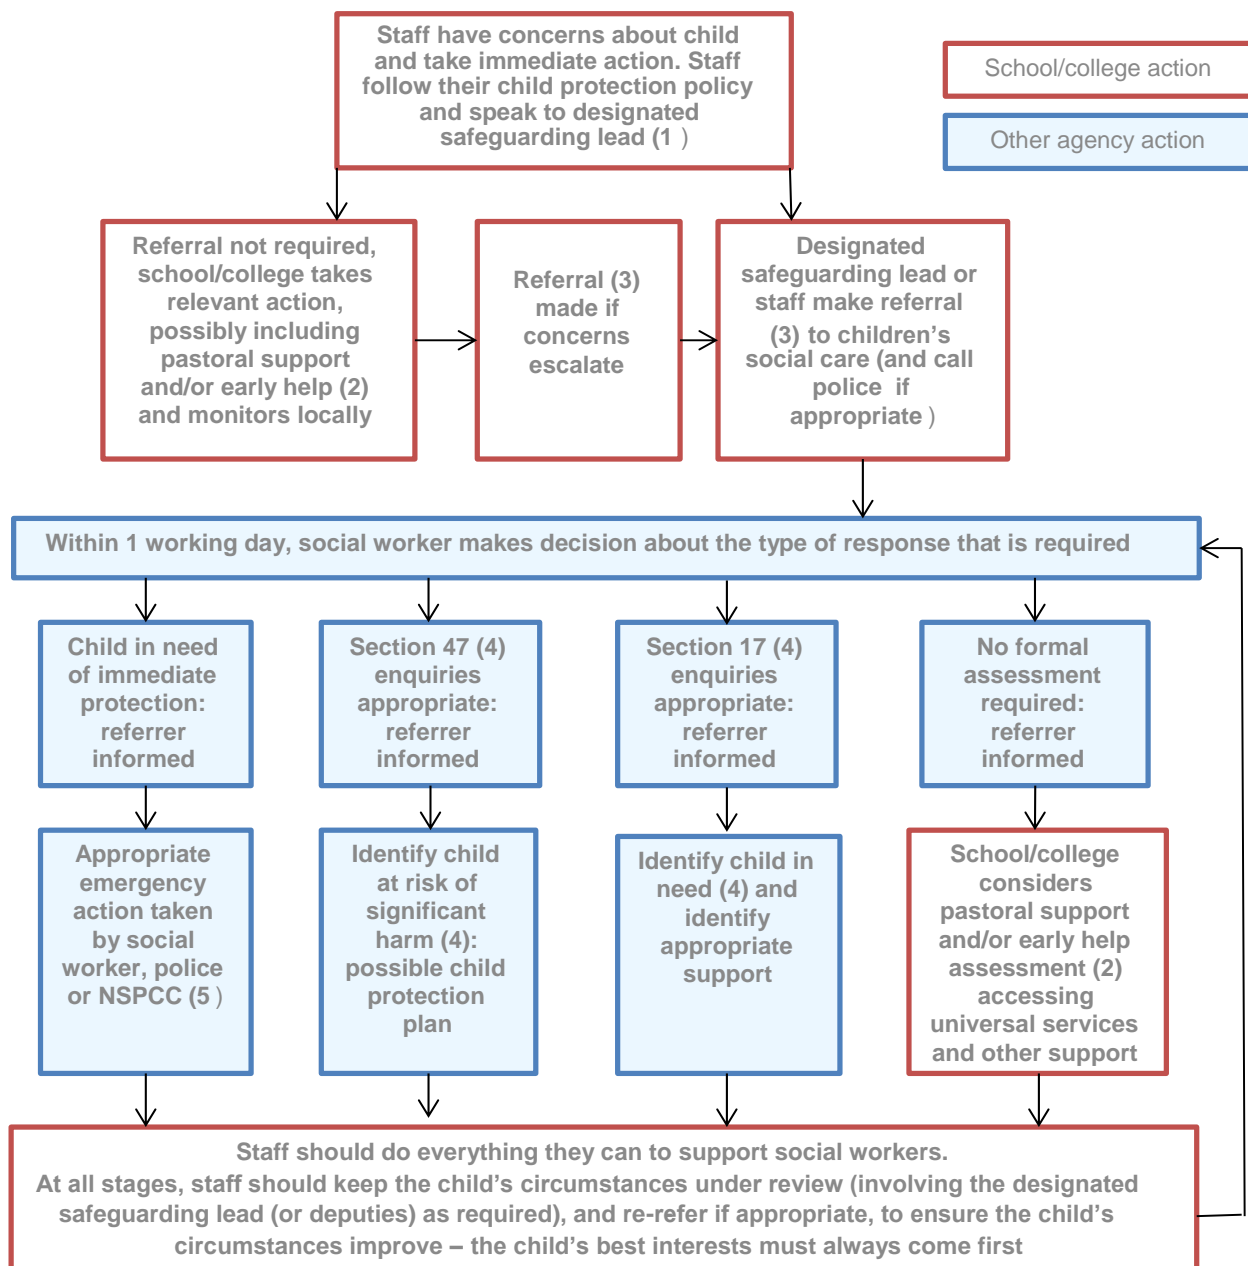 Staff have concerns about child
and take immediate action. Staff
follow their child protection policy
and speak to designated
safeguarding lead (1 )
School/college action
Other agency action
Referral not required,
school/college takes
relevant action,
possibly including
pastoral support
and/or early help (2)
and monitors locally
Referral (3)
made if
concerns
escalate
Designated
safeguarding lead or
staff make referral
(3) to children’s
social care (and call
police if
appropriate )
Within 1 working day, social worker makes decision about the type of response that is required
Child in need
of immediate
protection:
referrer
informed
Section 47 (4)
enquiries
appropriate:
referrer
informed
Section 17 (4)
enquiries
appropriate:
referrer
informed
No formal
assessment
required:
referrer
informed
Appropriate
emergency
action taken
by social
worker, police
or NSPCC (5 )
Identify child
at risk of
significant
harm (4):
possible child
protection
plan
Identify child in
need (4) and
identify
appropriate
support
School/college
considers
pastoral support
and/or early help
assessment (2)
accessing
universal services
and other support
Staff should do everything they can to support social workers.
At all stages, staff should keep the child’s circumstances under review (involving the designated
safeguarding lead (or deputies) as required), and re-refer if appropriate, to ensure the child’s
circumstances improve – the child’s best interests must always come first